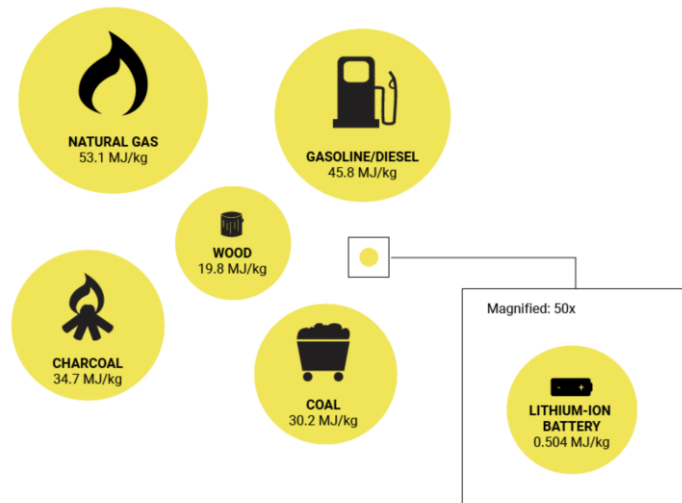 NATURAL GAS
53.1 MJ/kg
GASOLINE/DIESEL
45.8 MJ/kg
WOOD
19.8 MJ/kg
CHARCOAL
34.7 MJ/kg
COAL
30.2 MJ/kg
Magnified: 50x
- +
LITHIUM-ION
BATTERY
0.504 MJ/kg